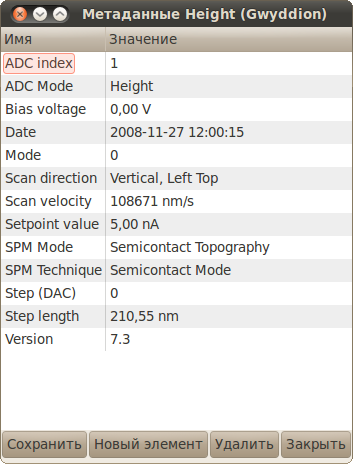 Метаданные Height (Gwyddion)
Имя Значение
ADC index 1
ADC Mode Height
Bias voltage 0,00 V
Date 2008-11-27 12:00:15
Mode 0
Scan direction Vertical, Left Top
Scan velocity 108671 nm/s
Setpoint value 5,00 nA
SPM Mode Semicontact Topography
SPM Technique Semicontact Mode
Step (DAC) 0
Step length 210,55 nm
Version 7.3
Сохранить Новый элемент Удалить Закрыть